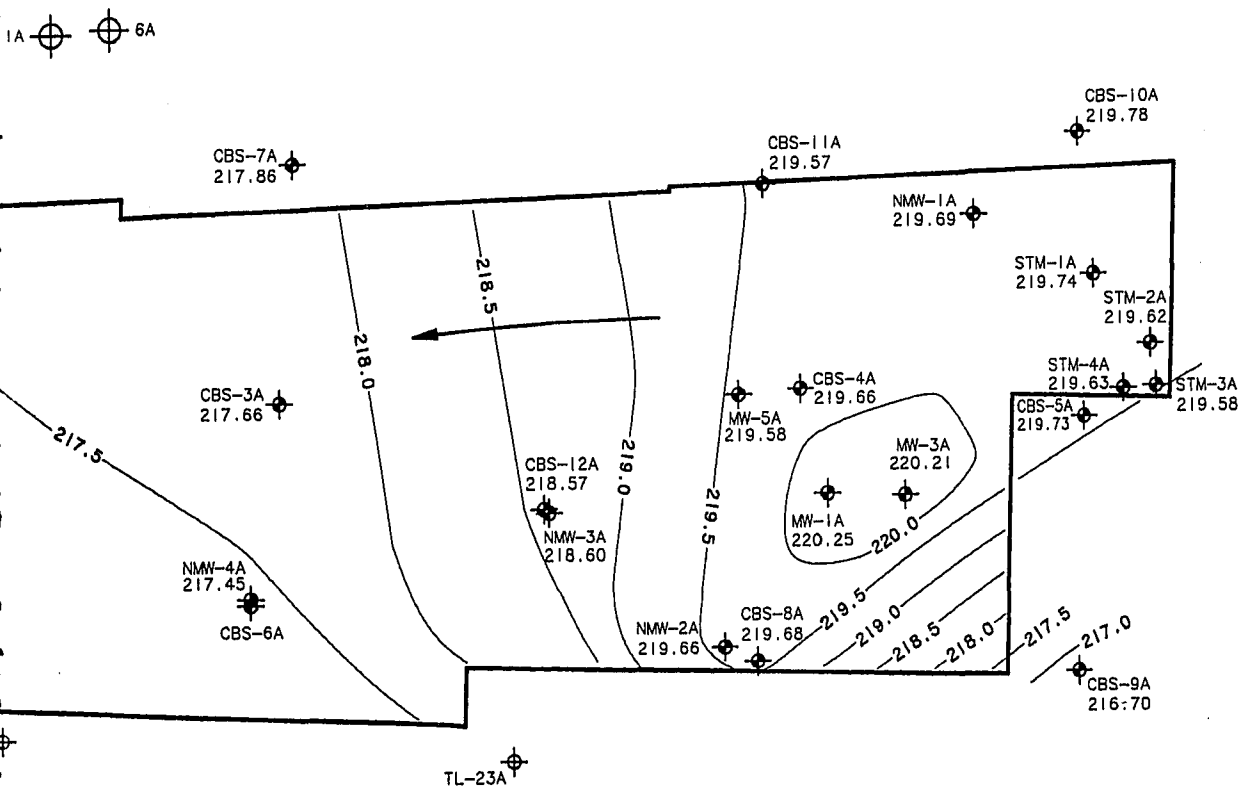 1A
6A
CBS-10A
219.78
CBS-11A
219.57
CBS-7A
217.86
NMW-1A
219.69
STM-1A
219.74
STM-2A
219.62
218.5
218.0
STM-4A
219.63
STM-3A
219.58
CBS-4A
219.66
CBS-3A
217.66
CBS-5A
219.73
MW-5A
219.58
217.5
MW-3A
220.21
CBS-12A
218.57
219.0
219.5
MW-1A
220.25
NMW-3A
218.60
220.0
NMW-4A
217.45
CBS-6A
219.5
219.0
218.5
218.0
217.5
217.0
CBS-8A
219.68
NMW-2A
219.66
CBS-9A
216.70
TL-23A